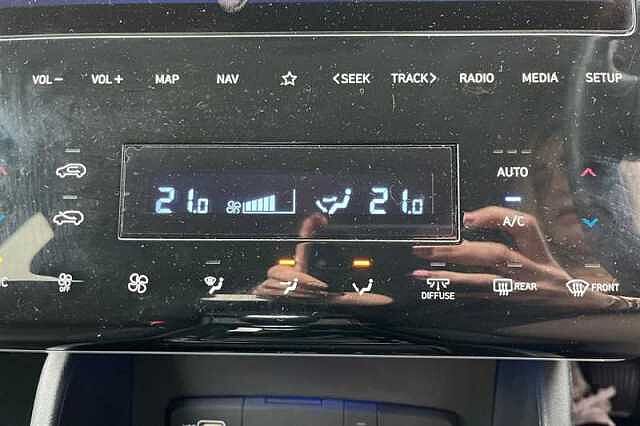 VOL− VOL+ MAP NAV ☆ <SEEK TRACK> RADIO MEDIA SETUP
AUTO
21.0 21.0
A/C
OFF DIFFUSE REAR FRONT